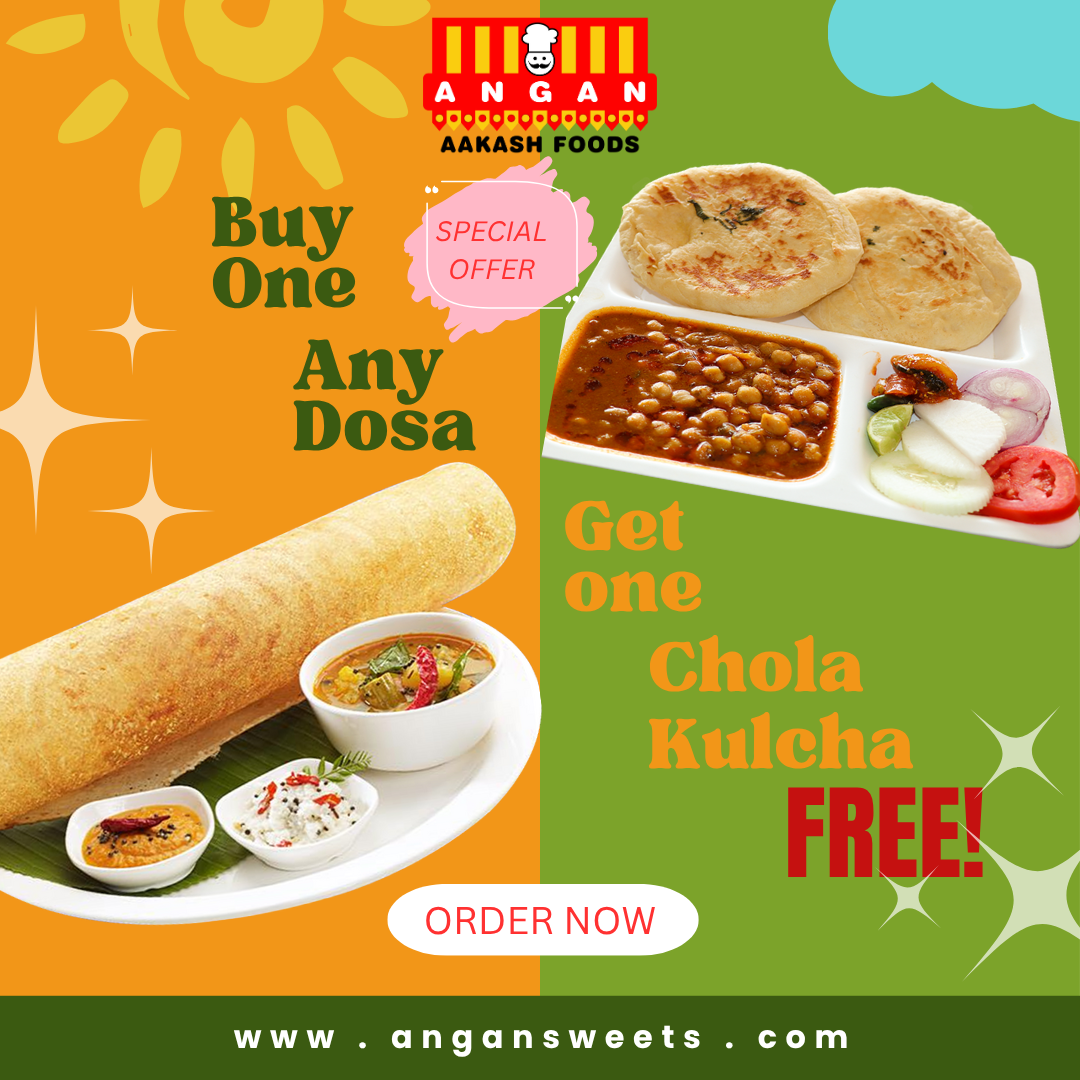 ANGAN
AAKASH FOODS
SPECIAL
OFFER
Buy
One
Any
Dosa
Get
one
Chola
Kulcha
FREE!
ORDER NOW
www . angansweets . com